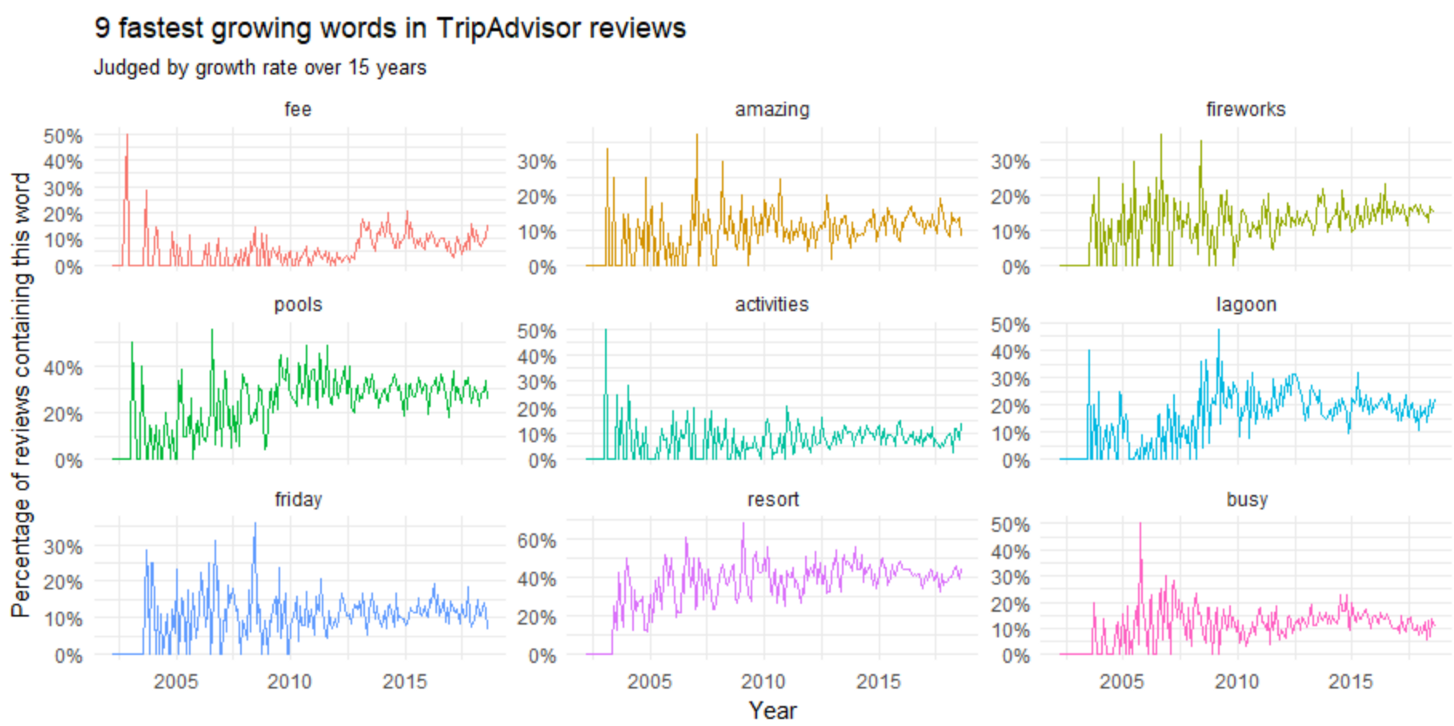 9 fastest growing words in TripAdvisor reviews
Judged by growth rate over 15 years
Percentage of reviews containing this word
fee
50%
40%
30%
20%
10%
0%
amazing
30%
20%
10%
0%
fireworks
30%
20%
10%
0%
pools
40%
20%
0%
activities
50%
40%
30%
20%
10%
0%
lagoon
50%
40%
30%
20%
10%
0%
friday
30%
20%
10%
0%
2005 2010 2015
resort
60%
40%
20%
0%
2005 2010 2015
busy
50%
40%
30%
20%
10%
0%
2005 2010 2015
Year